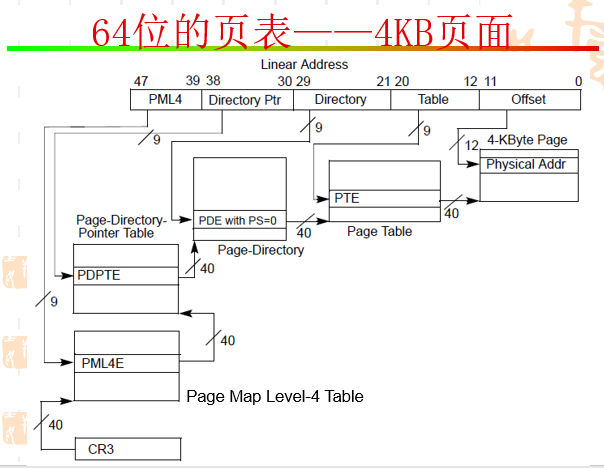 64位的页表——4KB页面
Linear Address
47 39 38 30 29 21 20 12 11 0
PML4 Directory Ptr Directory Table Offset
9 9 9
12 4-KByte Page
Physical Addr
PTE
PDE with PS=0
40 40
Page-Directory-
Pointer Table
Page-Directory
Page Table
PDPTE
40
9
40
PML4E
Page Map Level-4 Table
40
CR3